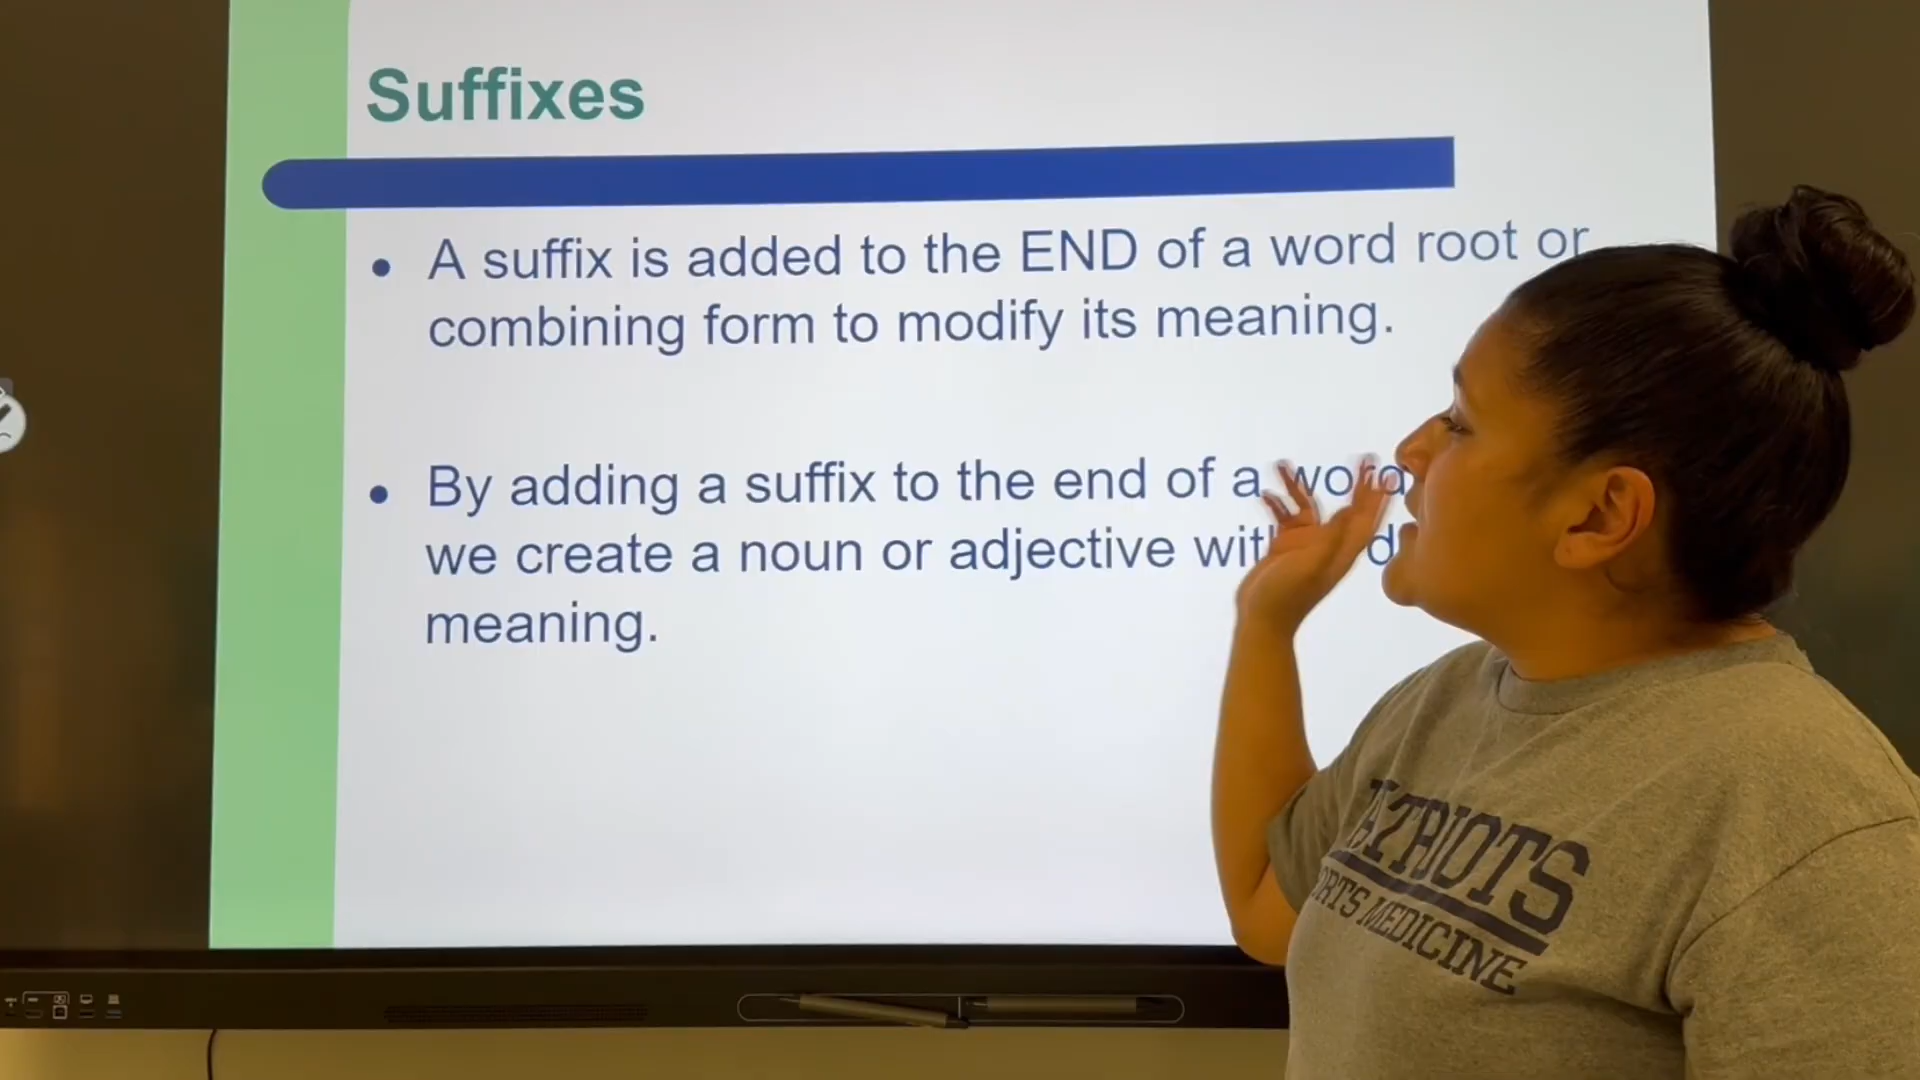 Suffixes
A suffix is added to the END of a word root or
combining form to modify its meaning.
By adding a suffix to the end of a word
we create a noun or adjective with
meaning.
PATRIOTS
SPORTS MEDICINE